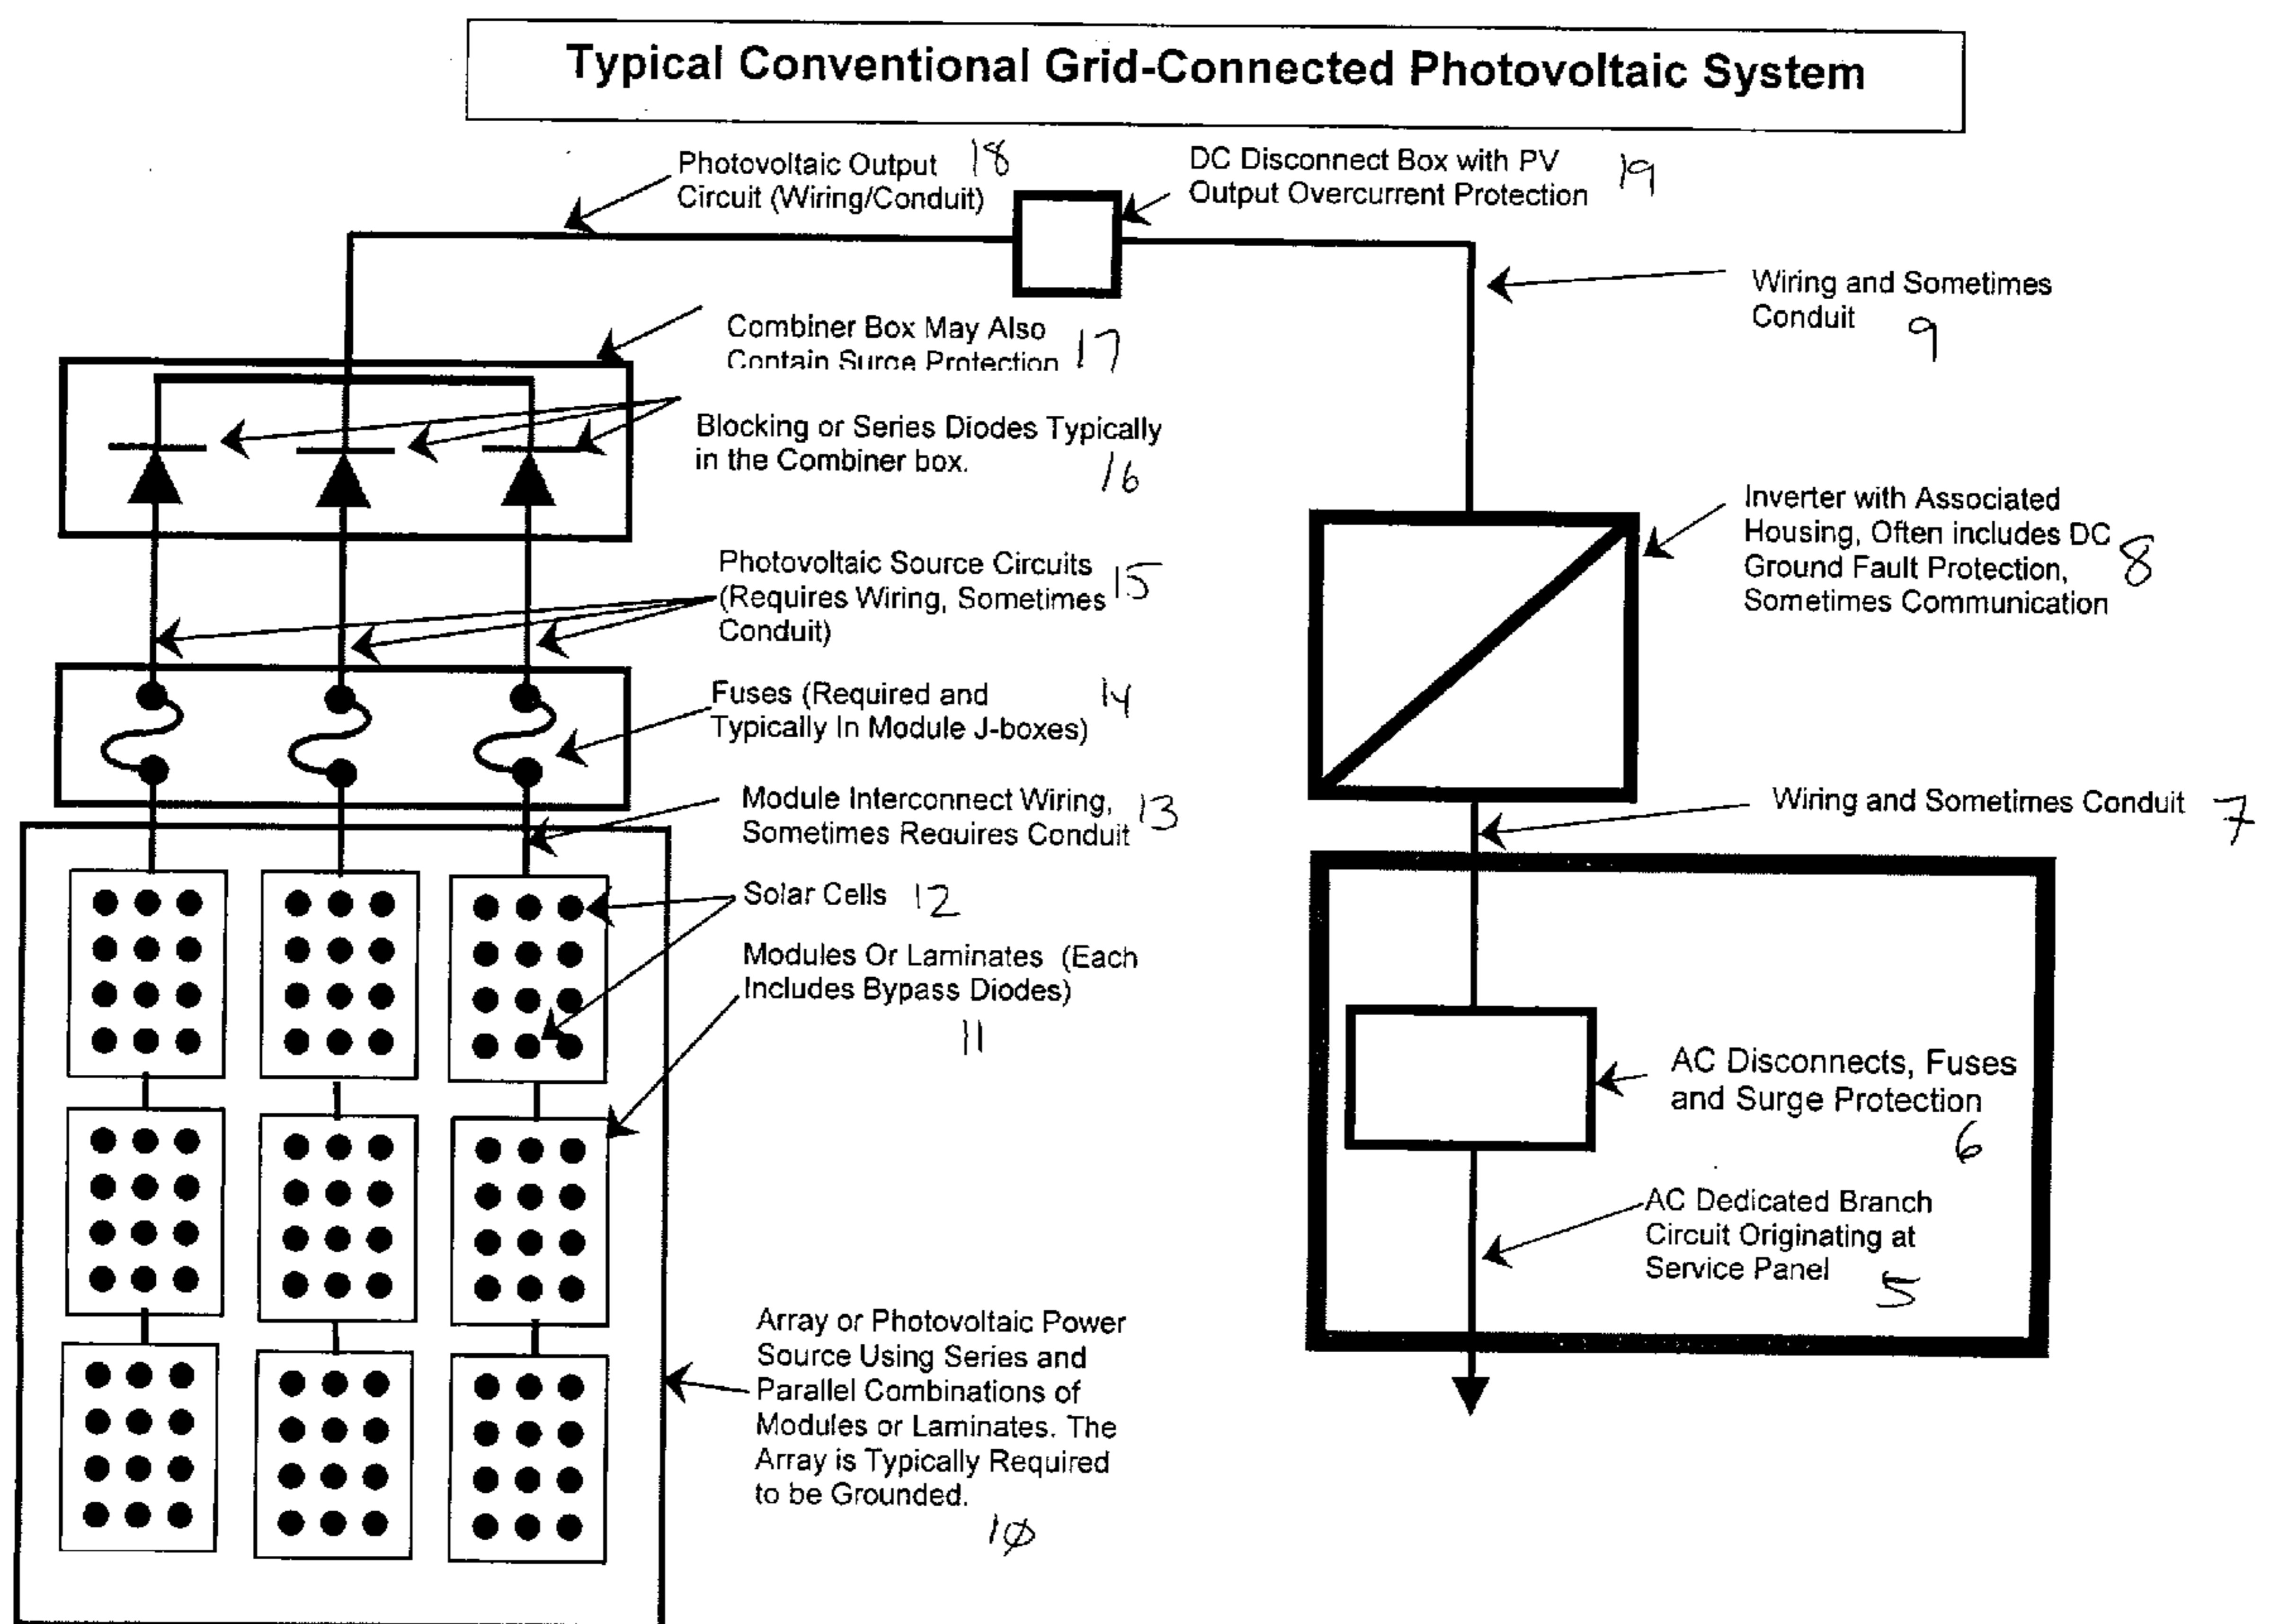 Typical Conventional Grid-Connected Photovoltaic System
Photovoltaic Output 18
Circuit (Wiring/Conduit)
DC Disconnect Box with PV 19
Output Overcurrent Protection
Wiring and Sometimes
Conduit 9
Combiner Box May Also
Contain Surge Protection 17
Blocking or Series Diodes Typically
in the Combiner box.
16
Inverter with Associated
Housing, Often includes DC 8
Ground Fault Protection,
Sometimes Communication
Photovoltaic Source Circuits 15
(Requires Wiring, Sometimes
Conduit)
Fuses (Required and 14
Typically In Module J-boxes)
Module Interconnect Wiring, 13
Sometimes Requires Conduit
Wiring and Sometimes Conduit 7
Solar Cells 12
Modules Or Laminates (Each
Includes Bypass Diodes)
11
AC Disconnects, Fuses
and Surge Protection
6
AC Dedicated Branch
Circuit Originating at
Service Panel 5
Array or Photovoltaic Power
Source Using Series and
Parallel Combinations of
Modules or Laminates. The
Array is Typically Required
to be Grounded.
10